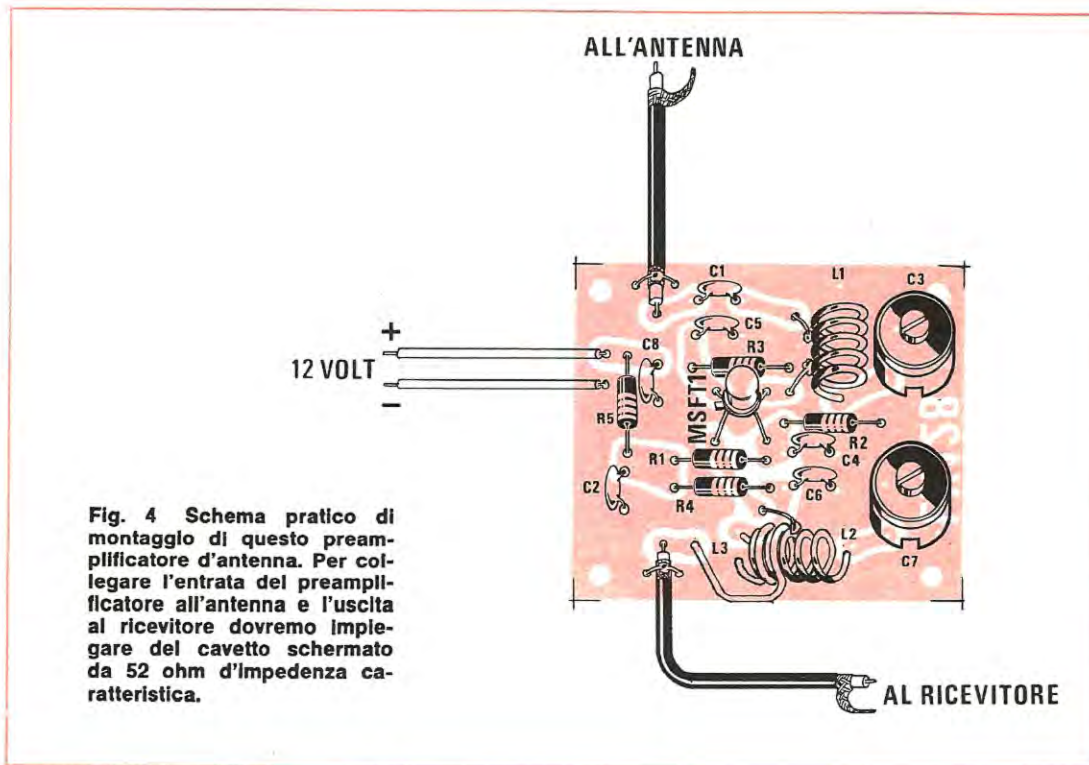 ALL'ANTENNA
C1
L1
C3
C5
+
12 VOLT
−
C8
R3
R5
MSFT1
R2
R1
C4
C2
R4
C6
L3
L2
C7
Fig. 4 Schema pratico di
montaggio di questo pream-
plificatore d'antenna. Per col-
legare l'entrata del preampli-
ficatore all'antenna e l'uscita
al ricevitore dovremo impie-
gare del cavetto schermato
da 52 ohm d'impedenza ca-
ratteristica.
AL RICEVITORE